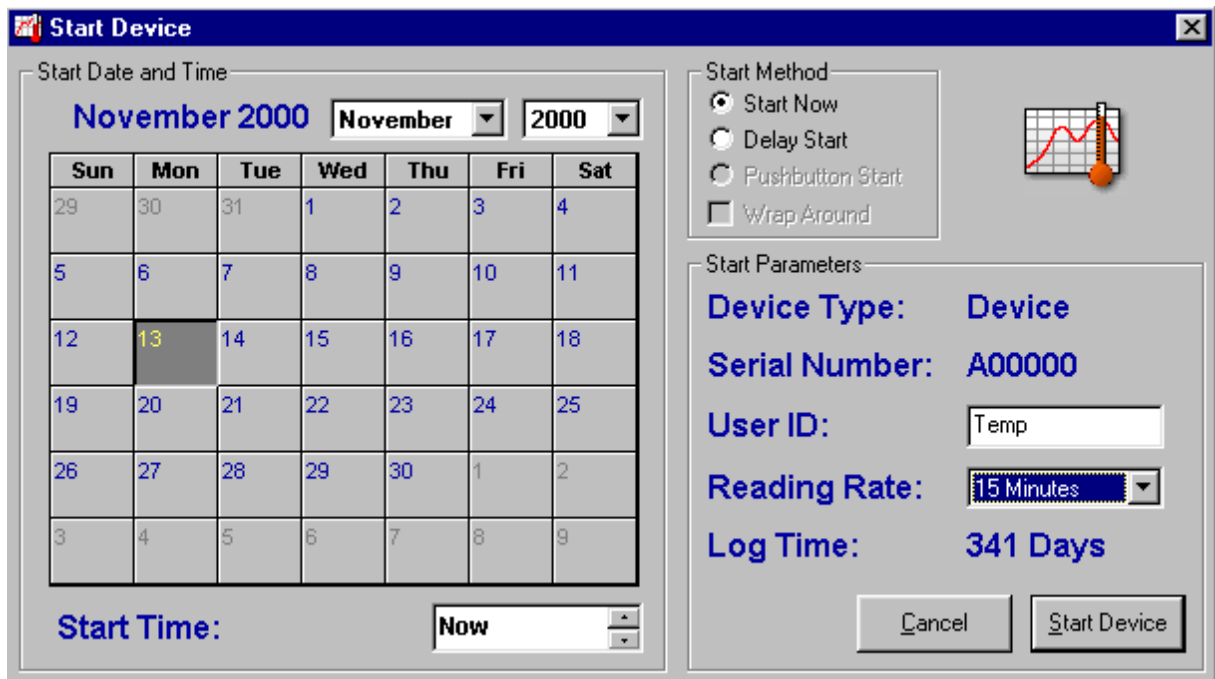 Start Device
Start Date and Time
November 2000 November 2000
Sun Mon Tue Wed Thu Fri Sat
29 30 31 1 2 3 4
5 6 7 8 9 10 11
12 13 14 15 16 17 18
19 20 21 22 23 24 25
26 27 28 29 30 1 2
3 4 5 6 7 8 9
Start Time: Now
Start Method
Start Now
Delay Start
Pushbutton Start
Wrap Around
Start Parameters
Device Type: Device
Serial Number: A00000
User ID: Temp
Reading Rate: 15 Minutes
Log Time: 341 Days
Cancel Start Device